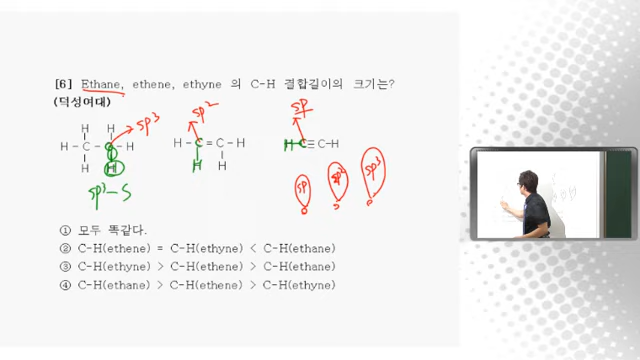 [6] Ethane, ethene, ethyne 의 C-H 결합길이의 크기는?
(덕성여대)
sp³ sp² sp
H H
H-C-C-H H-C=C-H H-C≡C-H
H H H H
sp³-S
sp sp² sp³
① 모두 똑같다.
② C-H(ethene) = C-H(ethyne) < C-H(ethane)
③ C-H(ethyne) > C-H(ethene) > C-H(ethane)
④ C-H(ethane) > C-H(ethene) > C-H(ethyne)